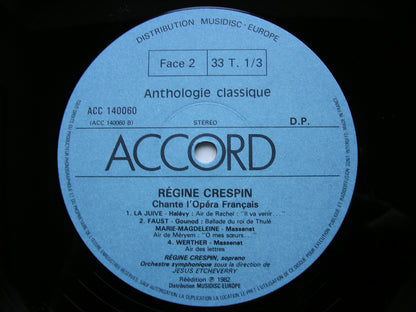 DISTRIBUTION MUSIDISC-EUROPE
Face 2
33 T. 1/3
Anthologie classique
ACC 140060
(ACC 140060 B)
STEREO
D.P.
ACCORD
RÉGINE CRESPIN
Chante l'Opéra Français
1. LA JUIVE - Halévy : Air de Rachel : "Il va venir . . ."
2. FAUST - Gounod : Ballade du roi de Thulé
MARIE-MAGDELEINE - Massenet
Air de Méryem : "O mes sœurs. . ."
4. WERTHER - Massenet
Air des lettres
RÉGINE CRESPIN, soprano
Orchestre symphonique sous la direction de
JESUS ETCHEVERRY
Réédition ℗ 1982
Distribution MUSIDISC-EUROPE